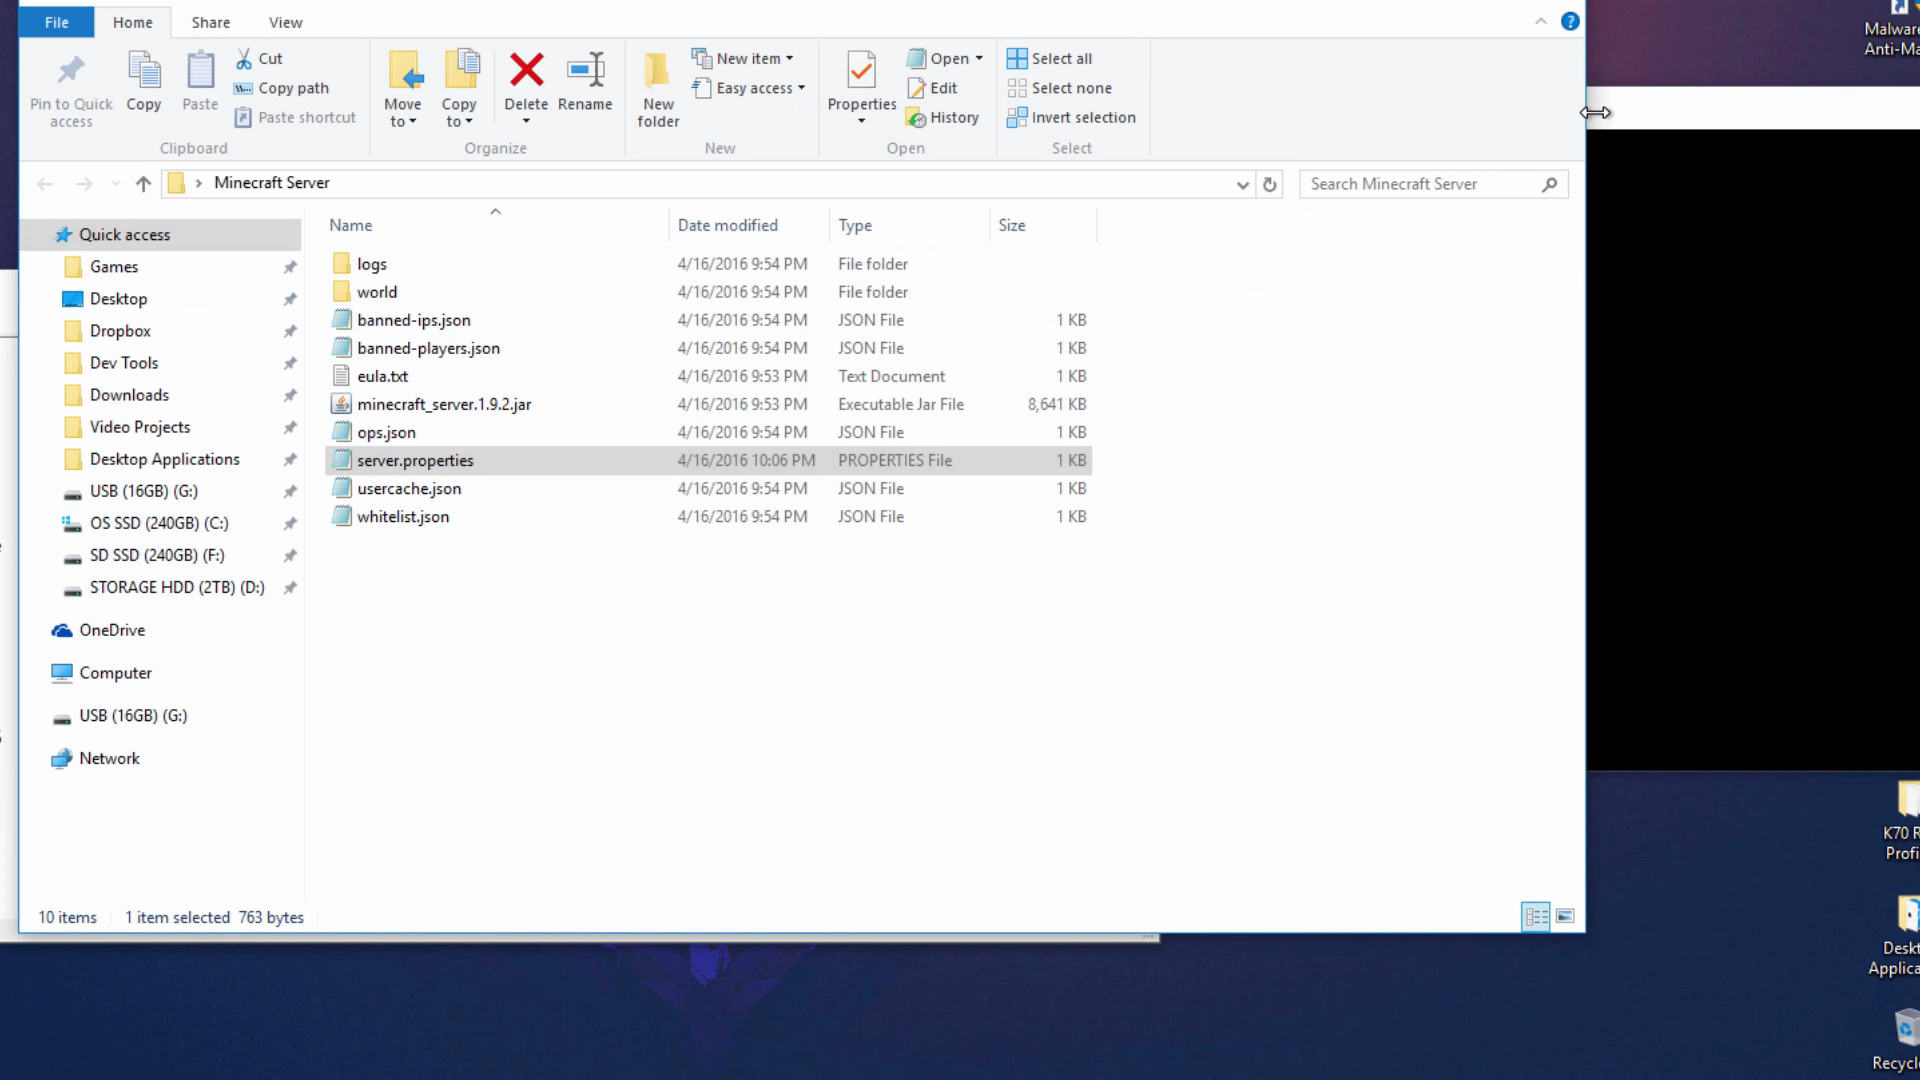 File Home Share View
Pin to Quick access
Copy
Paste
Cut
Copy path
Paste shortcut
Clipboard
Move to
Copy to
Delete
Rename
Organize
New folder
New item
Easy access
New
Properties
Open
Edit
History
Open
Select all
Select none
Invert selection
Select
Minecraft Server
Search Minecraft Server
Quick access
Games
Desktop
Dropbox
Dev Tools
Downloads
Video Projects
Desktop Applications
USB (16GB) (G:)
OS SSD (240GB) (C:)
SD SSD (240GB) (F:)
STORAGE HDD (2TB) (D:)
OneDrive
Computer
USB (16GB) (G:)
Network
Name Date modified Type Size
logs 4/16/2016 9:54 PM File folder
world 4/16/2016 9:54 PM File folder
banned-ips.json 4/16/2016 9:54 PM JSON File 1 KB
banned-players.json 4/16/2016 9:54 PM JSON File 1 KB
eula.txt 4/16/2016 9:53 PM Text Document 1 KB
minecraft_server.1.9.2.jar 4/16/2016 9:53 PM Executable Jar File 8,641 KB
ops.json 4/16/2016 9:54 PM JSON File 1 KB
server.properties 4/16/2016 10:06 PM PROPERTIES File 1 KB
usercache.json 4/16/2016 9:54 PM JSON File 1 KB
whitelist.json 4/16/2016 9:54 PM JSON File 1 KB
10 items 1 item selected 763 bytes
Malware
Anti-Ma
K70 R
Profi
Deskt
Applica
Recycl